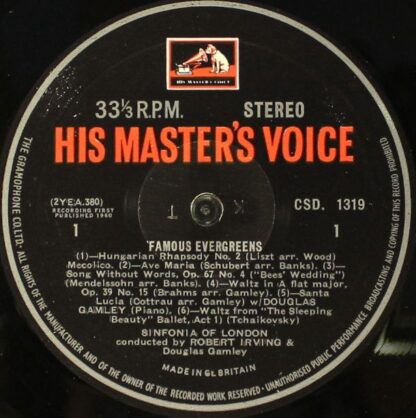 HIS MASTER'S VOICE
33⅓ R.P.M. STEREO
HIS MASTER'S VOICE
(2YEA.380)
RECORDING FIRST
PUBLISHED 1960
CSD. 1319
1 1
FAMOUS EVERGREENS
(1)—Hungarian Rhapsody No. 2 (Liszt arr. Wood)
Mecolico. (2)—Ave Maria (Schubert arr. Banks). (3)—
Song Without Words, Op. 67 No. 4 ("Bees' Wedding")
(Mendelssohn arr. Banks). (4)—Waltz in A flat major,
Op. 39 No. 15 (Brahms arr. Gamley). (5)—Santa
Lucia (Cottrau arr. Gamley) w/DOUGLAS
GAMLEY (Piano). (6)—Waltz from "The Sleeping
Beauty" Ballet, Act 1) (Tchaikovsky)
SINFONIA OF LONDON
conducted by ROBERT IRVING &
Douglas Gamley
MADE IN GT. BRITAIN
THE GRAMOPHONE CO. LTD. ALL RIGHTS OF THE MANUFACTURER AND OF THE OWNER OF THE RECORDED WORK RESERVED—UNAUTHORISED PUBLIC PERFORMANCE BROADCASTING AND COPYING OF THIS RECORD PROHIBITED